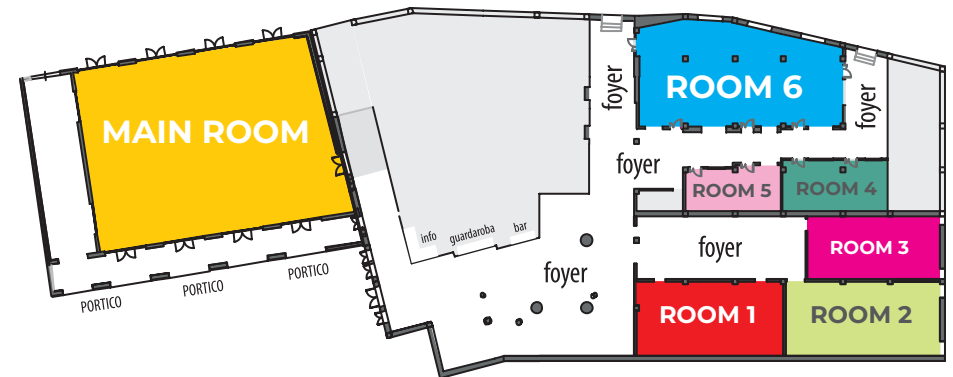 MAIN ROOM
ROOM 6
foyer
foyer
foyer
ROOM 5
ROOM 4
info
guardaroba
bar
foyer
ROOM 3
foyer
PORTICO
PORTICO
PORTICO
ROOM 1
ROOM 2